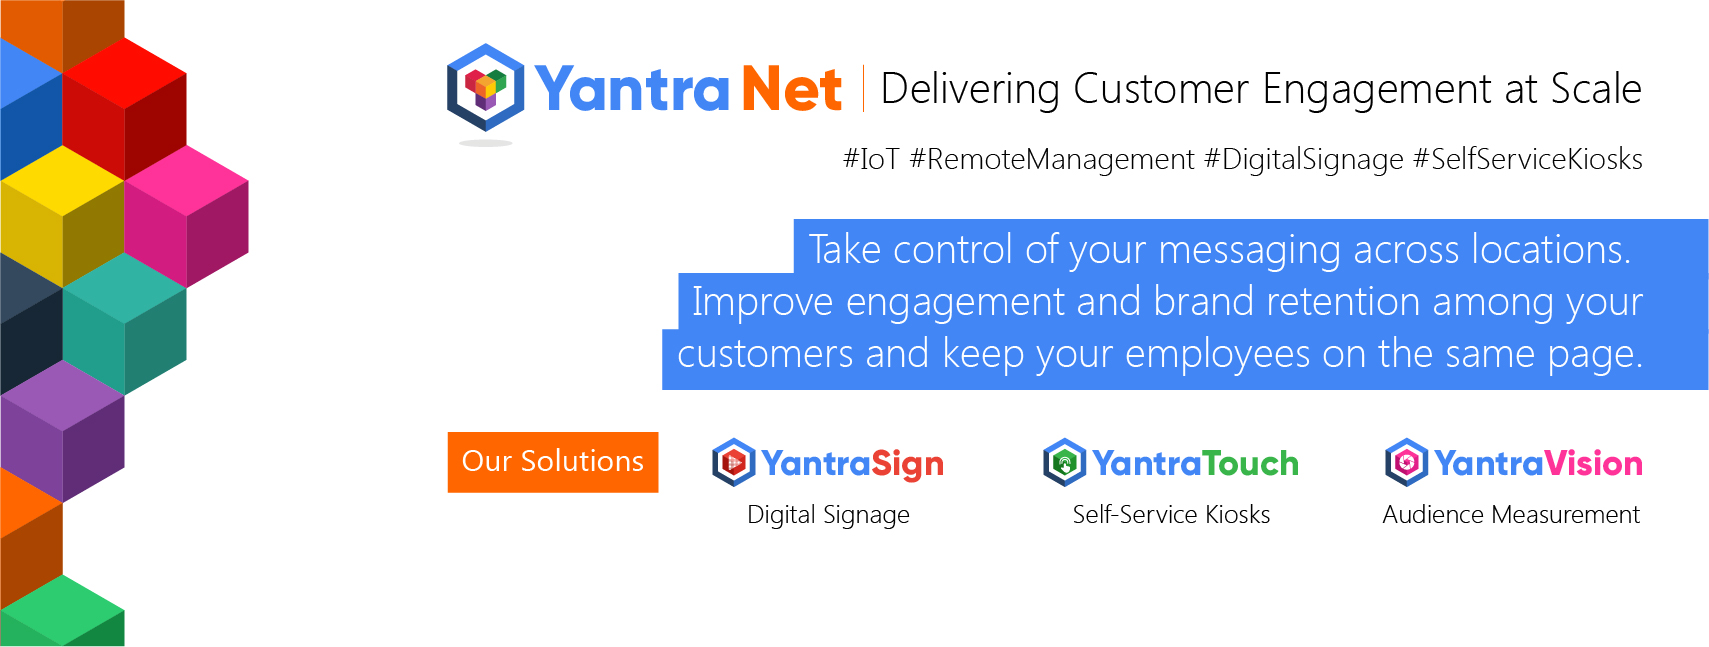 Yantra Net | Delivering Customer Engagement at Scale
#IoT #RemoteManagement #DigitalSignage #SelfServiceKiosks
Take control of your messaging across locations.
Improve engagement and brand retention among your
customers and keep your employees on the same page.
Our Solutions YantraSign YantraTouch YantraVision
Digital Signage Self-Service Kiosks Audience Measurement